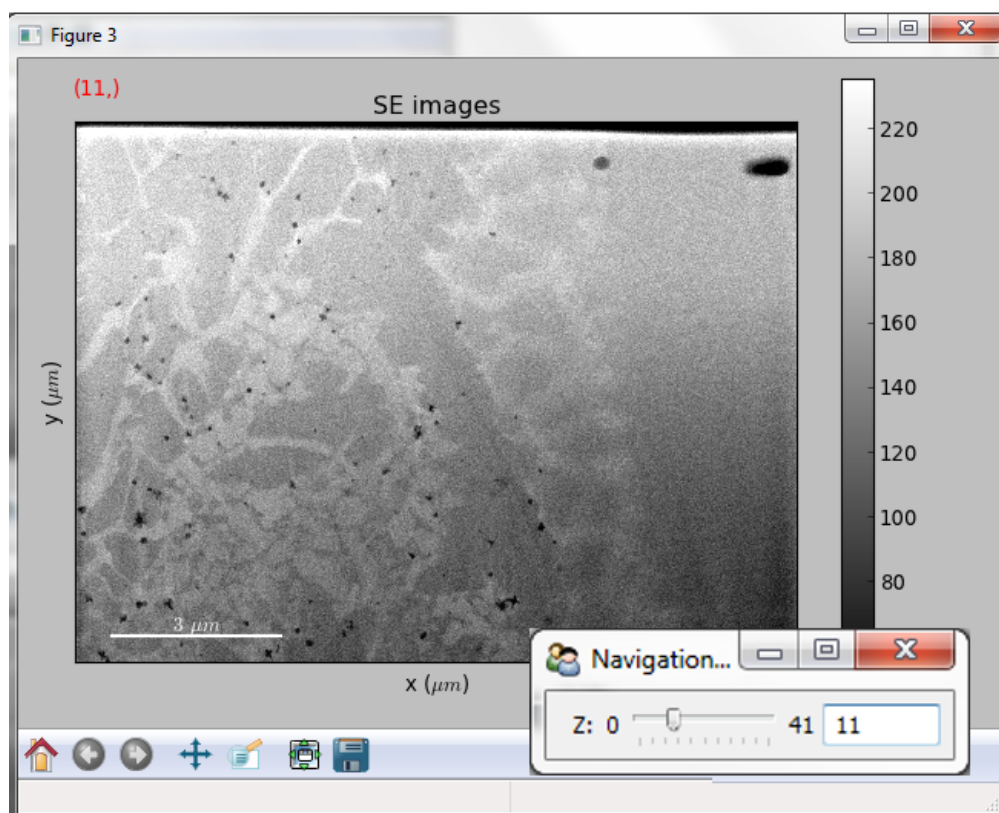 Figure 3
(11,)
SE images
220
200
180
160
140
120
100
80
y (μm)
3 μm
x (μm)
Navigation...
Z: 0 41 11